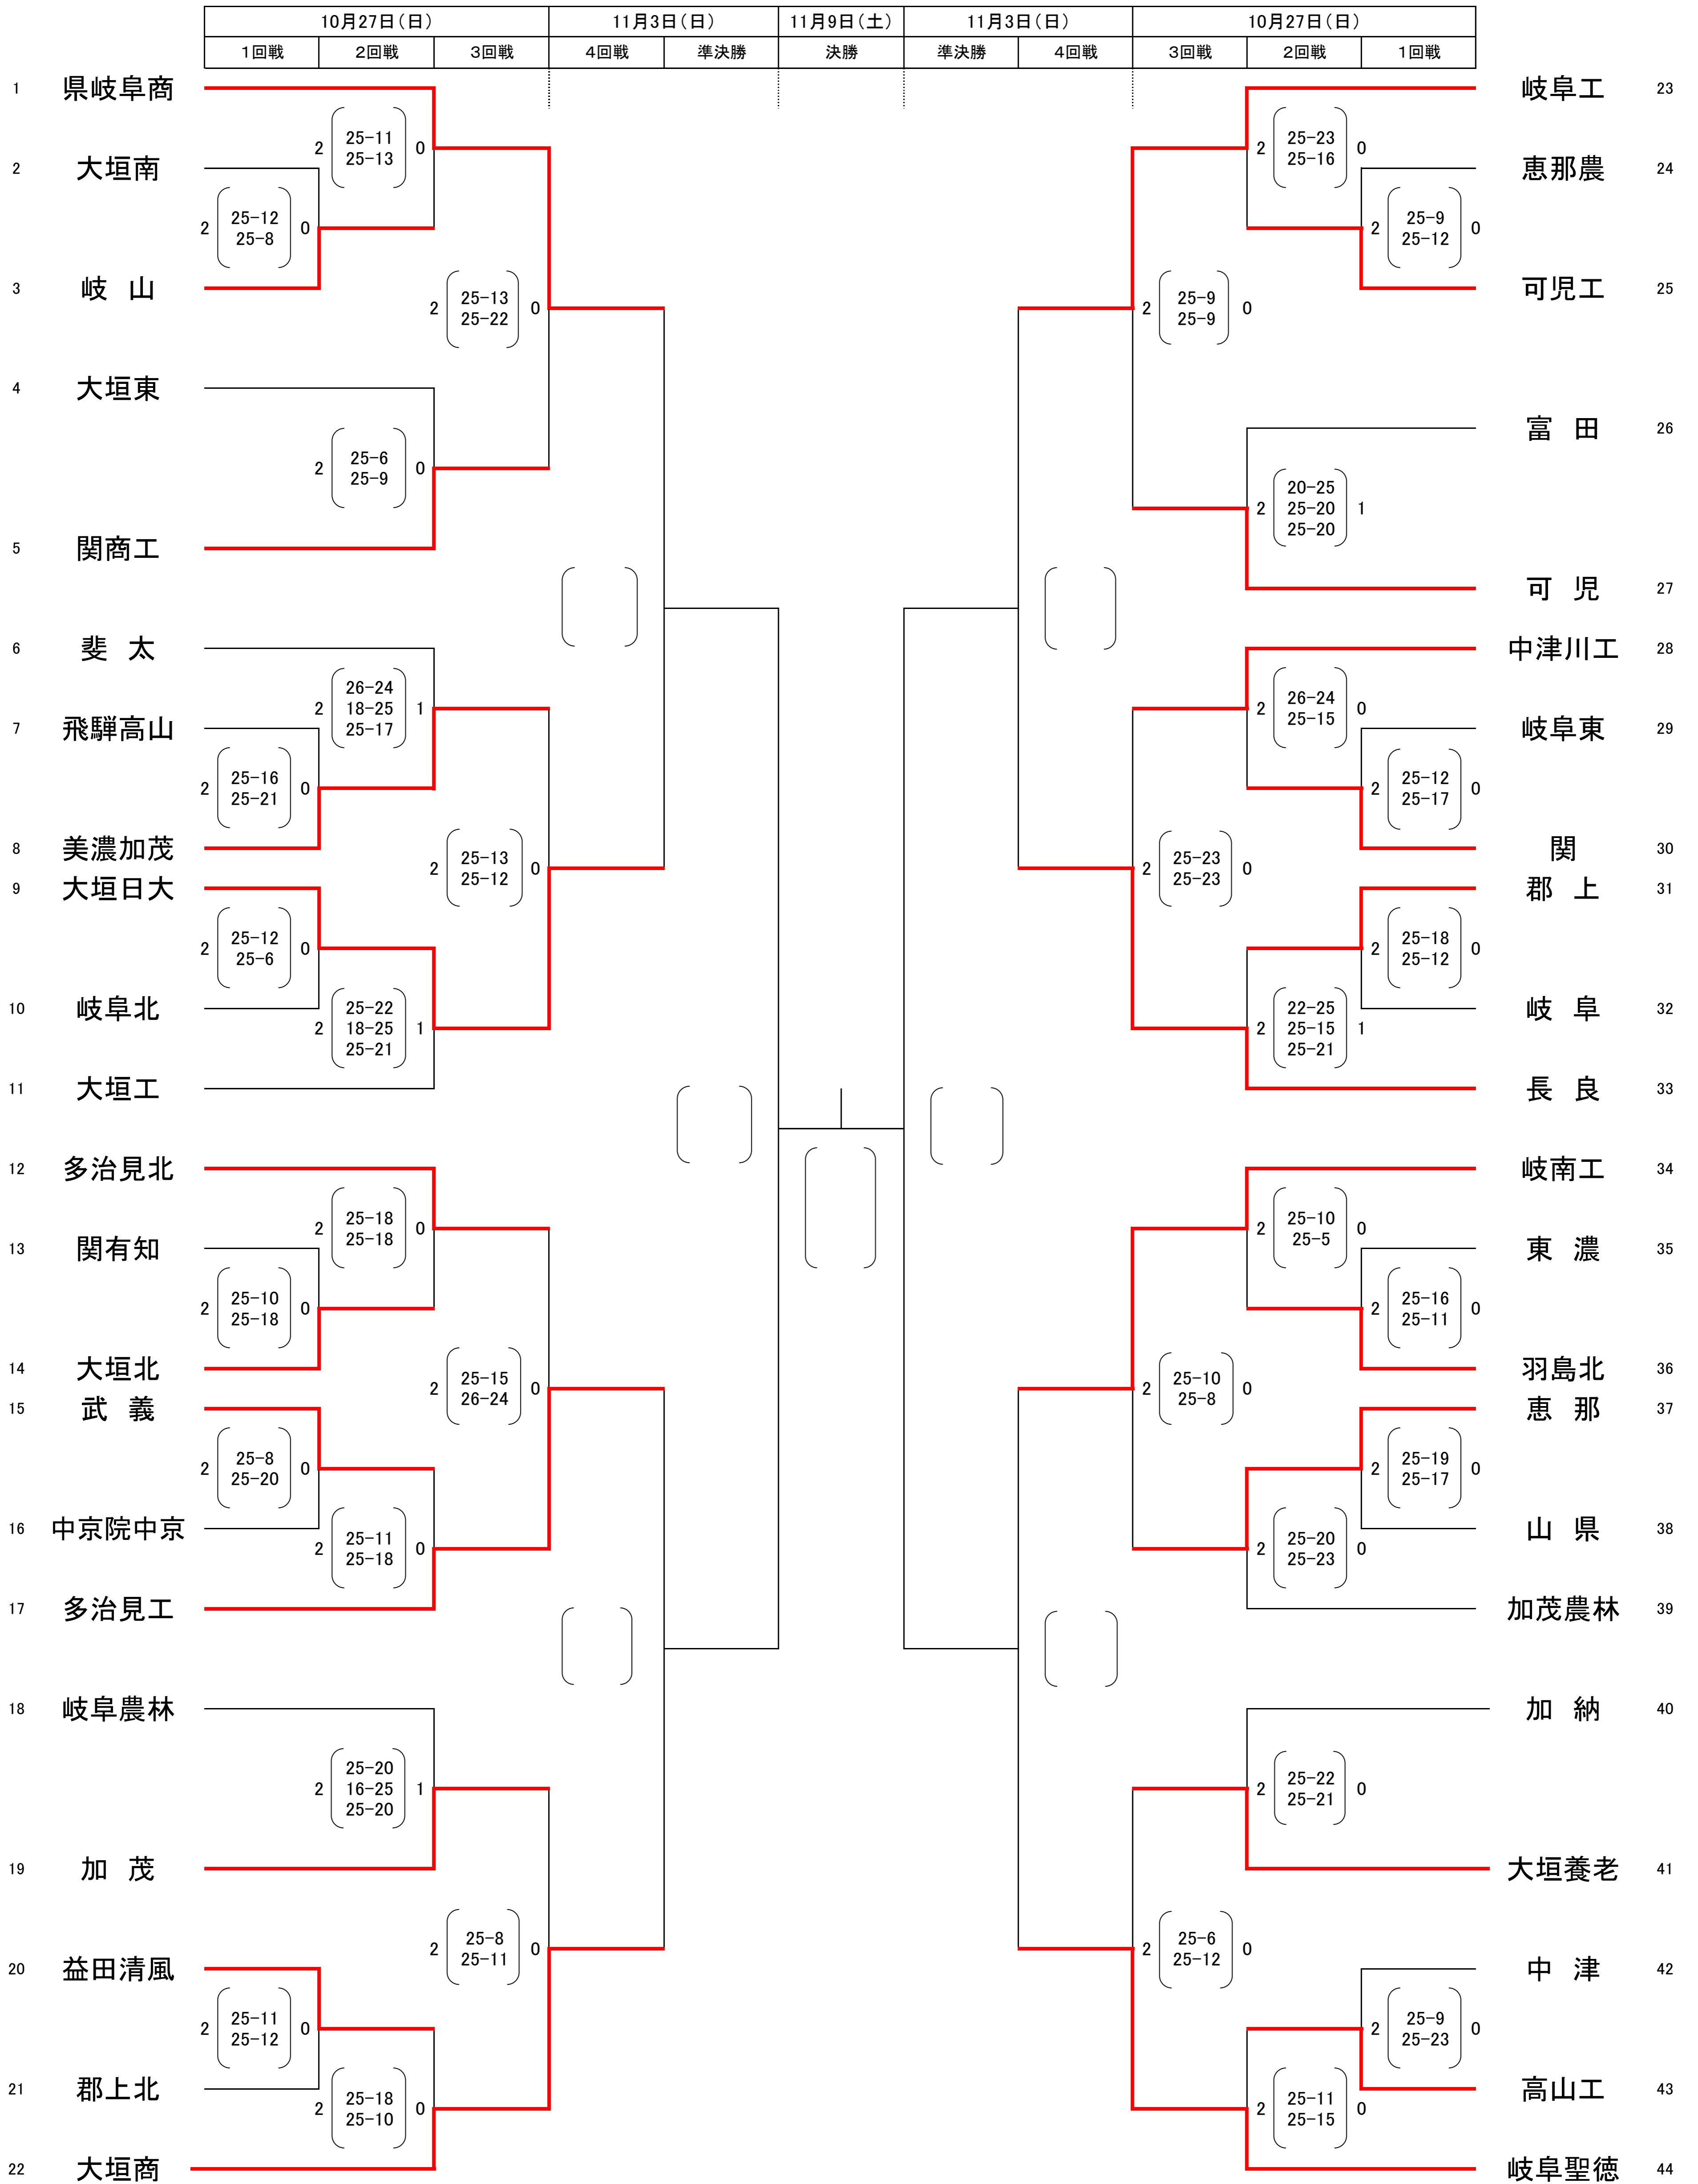 10月27日（日） 11月3日（日） 11月9日（土） 11月3日（日） 10月27日（日）
1回戦 2回戦 3回戦 4回戦 準決勝 決勝 準決勝 4回戦 3回戦 2回戦 1回戦
1 県岐阜商 岐阜工 23
25-11 25-23
2 0 2 0
25-13 25-16
2 大垣南 恵那農 24
25-12 25-9
2 0 2 0
25-8 25-12
3 岐 山 可児工 25
25-13 25-9
2 0 2 0
25-22 25-9
4 大垣東
富 田 26
25-6
2 0
25-9
20-25
2 25-20 1
25-20
5 関商工
可 児 27
6 斐 太 中津川工 28
26-24 26-24
2 18-25 1 2 0
25-17 25-15
7 飛騨高山 岐阜東 29
25-16 25-12
2 0 2 0
25-21 25-17
8 美濃加茂 関 30
25-13 25-23
2 0 2 0
25-12 25-23
9 大垣日大 郡 上 31
25-12 25-18
2 0 2 0
25-6 25-12
10 岐阜北 岐 阜 32
25-22 22-25
2 18-25 1 2 25-15 1
25-21 25-21
11 大垣工 長 良 33
12 多治見北 岐南工 34
25-18 25-10
2 0 2 0
25-18 25-5
13 関有知 東 濃 35
25-10 25-16
2 0 2 0
25-18 25-11
14 大垣北 羽島北 36
25-15 25-10
2 0 2 0
26-24 25-8
15 武 義 恵 那 37
25-8 25-19
2 0 2 0
25-20 25-17
16 中京院中京 山 県 38
25-11 25-20
2 0 2 0
25-18 25-23
17 多治見工 加茂農林 39
18 岐阜農林 加 納 40
25-20 25-22
2 16-25 1 2 0
25-20 25-21
19 加 茂 大垣養老 41
25-8 25-6
2 0 2 0
25-11 25-12
20 益田清風 中 津 42
25-11 25-9
2 0 2 0
25-12 25-23
21 郡上北 高山工 43
25-18 25-11
2 0 2 0
25-10 25-15
22 大垣商 岐阜聖徳 44